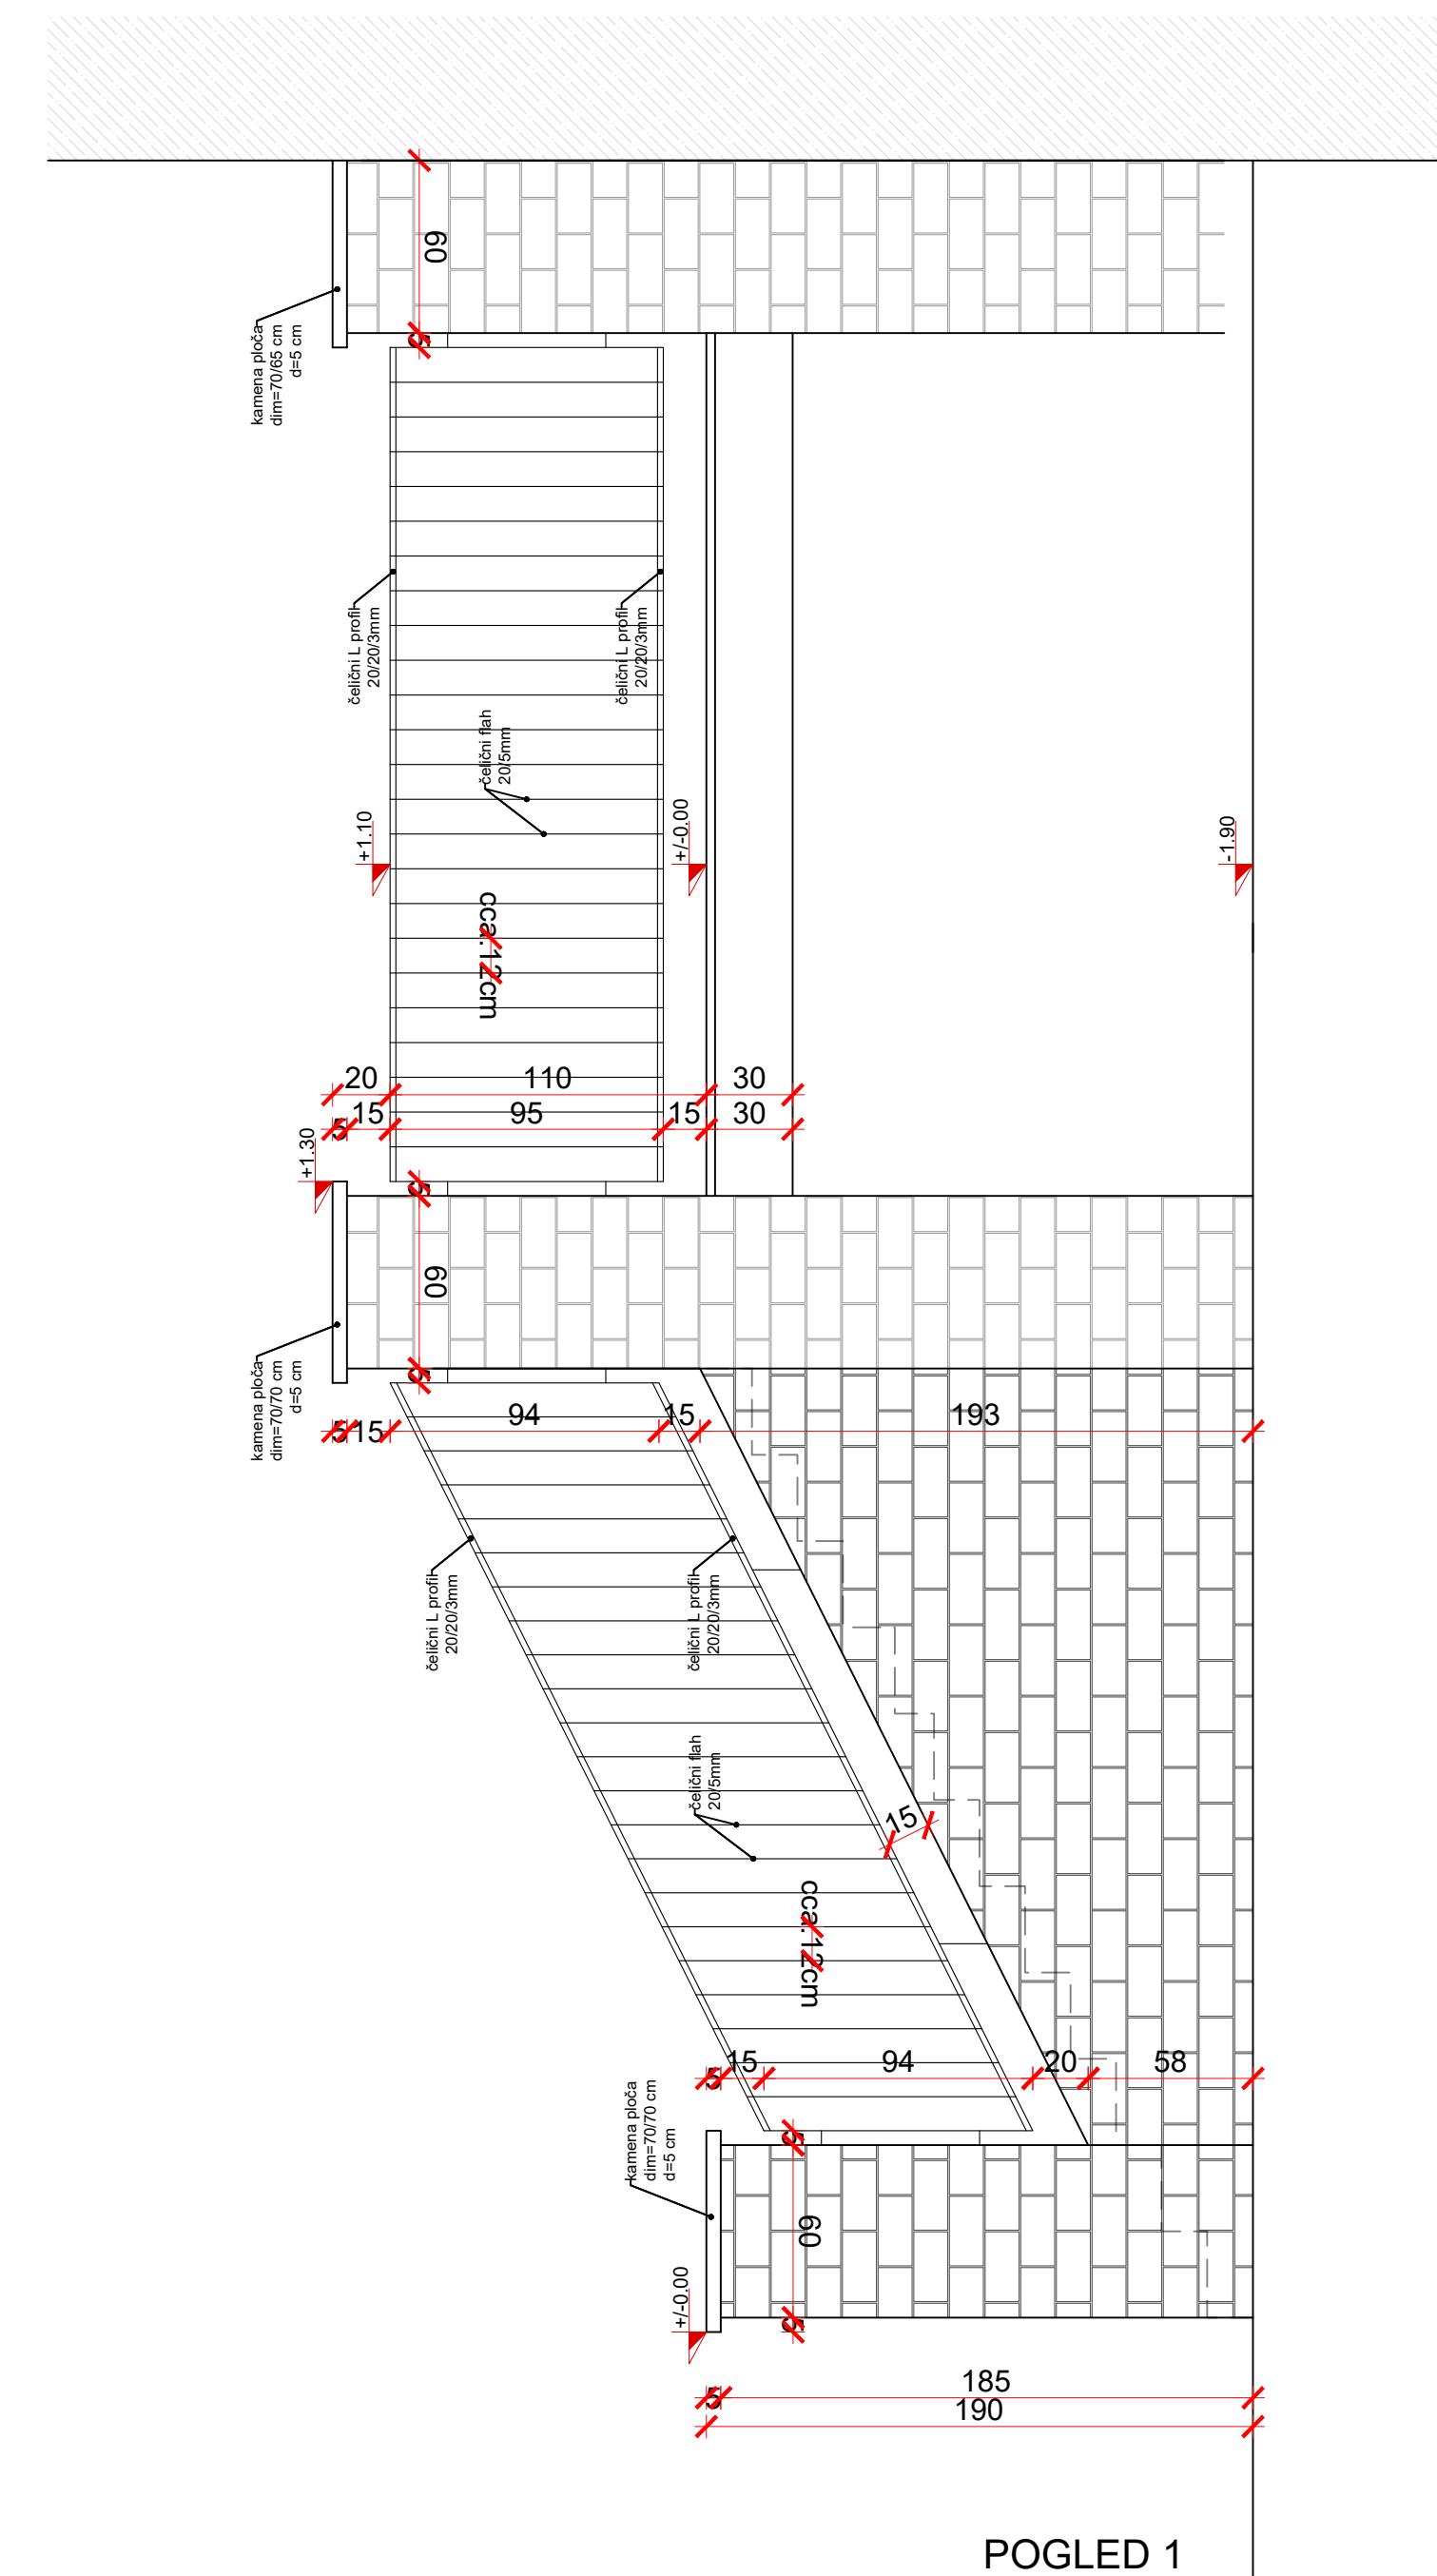 60
5
kamena ploča
dim=70/65 cm
d=5 cm
čelični L profil
20/20/3mm
čelični L profil
20/20/3mm
čelični flah
20/5mm
+1.10
+/-0.00
-1.90
cca.12cm
20
110
30
5
15
95
15
30
+1.30
5
60
5
kamena ploča
dim=70/70 cm
d=5 cm
5
15
94
15
193
čelični L profil
20/20/3mm
čelični L profil
20/20/3mm
čelični flah
20/5mm
15
cca.12cm
5
15
94
20
58
kamena ploča
dim=70/70 cm
d=5 cm
5
60
5
+/-0.00
5
185
190
POGLED 1